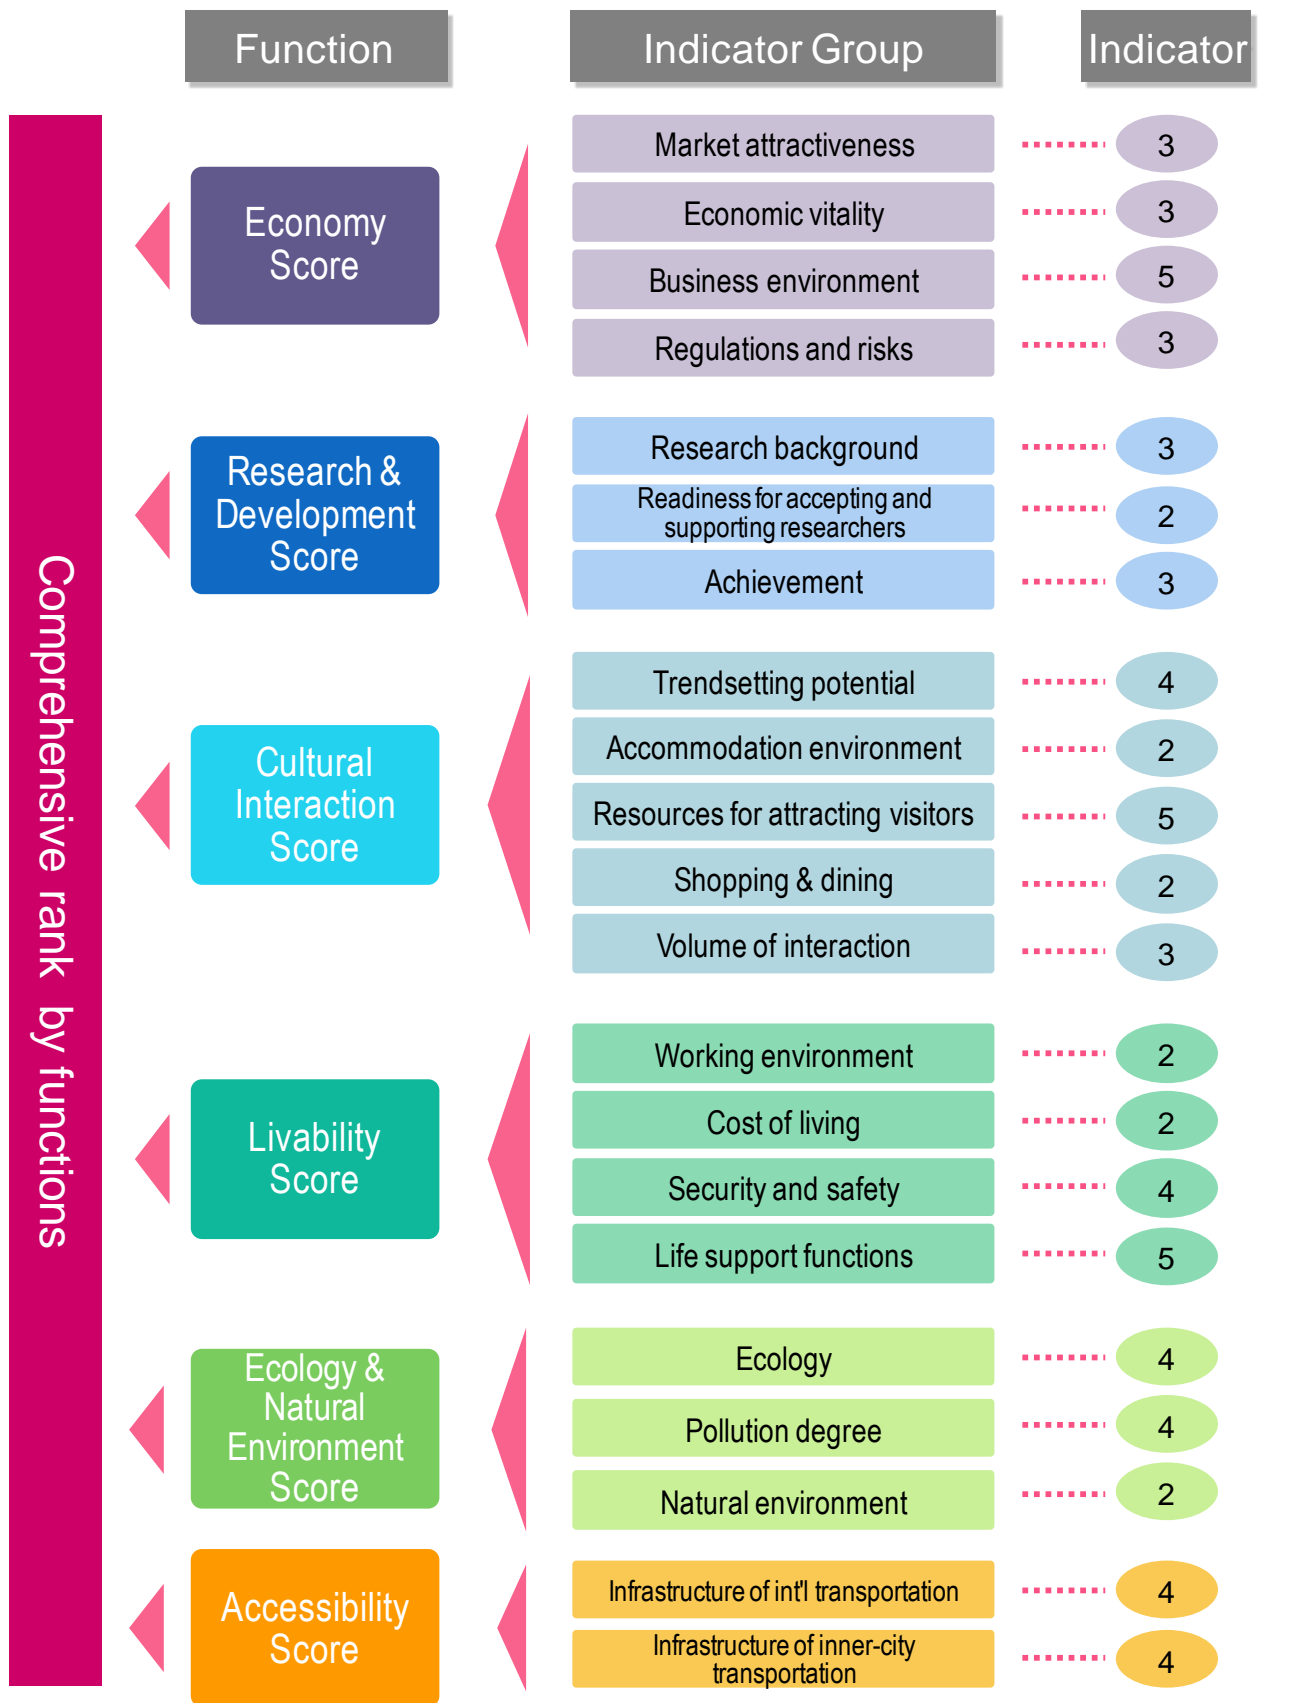 Function
Indicator Group
Indicator
Comprehensive rank by functions
Economy
Score
Market attractiveness
3
Economic vitality
3
Business environment
5
Regulations and risks
3
Research &
Development
Score
Research background
3
Readiness for accepting and
supporting researchers
2
Achievement
3
Cultural
Interaction
Score
Trendsetting potential
4
Accommodation environment
2
Resources for attracting visitors
5
Shopping & dining
2
Volume of interaction
3
Livability
Score
Working environment
2
Cost of living
2
Security and safety
4
Life support functions
5
Ecology &
Natural
Environment
Score
Ecology
4
Pollution degree
4
Natural environment
2
Accessibility
Score
Infrastructure of int'l transportation
4
Infrastructure of inner-city
transportation
4